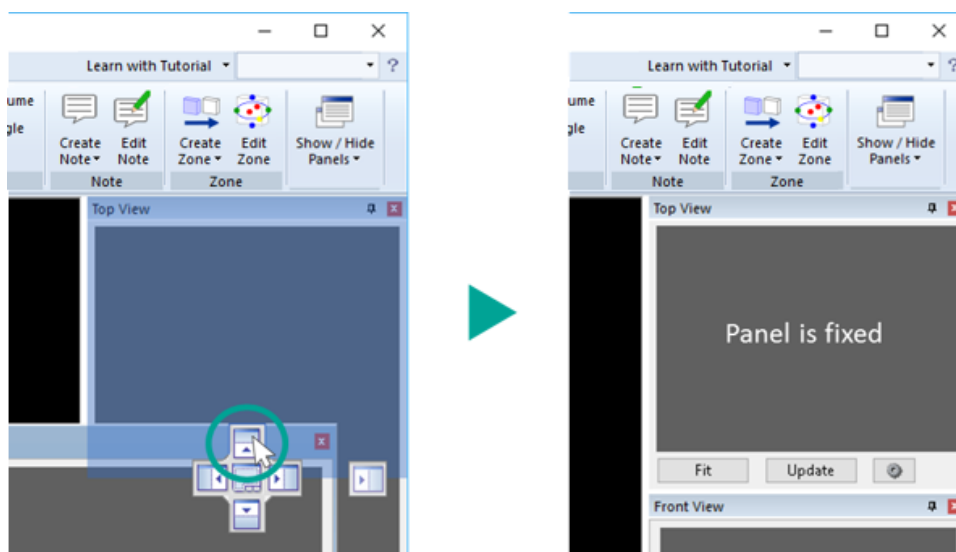 Learn with Tutorial
?
ume
gle
Create Note
Edit Note
Create Zone
Edit Zone
Show / Hide Panels
Note
Zone
Top View
Learn with Tutorial
?
ume
gle
Create Note
Edit Note
Create Zone
Edit Zone
Show / Hide Panels
Note
Zone
Top View
Panel is fixed
Fit
Update
Front View